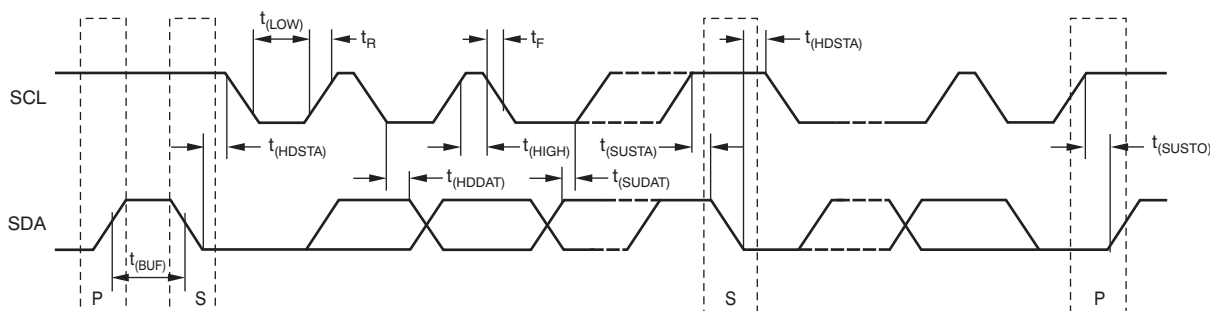 t(LOW)
tR
tF
t(HDSTA)
SCL
t(HDSTA)
t(HIGH)
t(SUSTA)
t(SUSTO)
t(HDDAT)
t(SUDAT)
SDA
t(BUF)
P
S
S
P